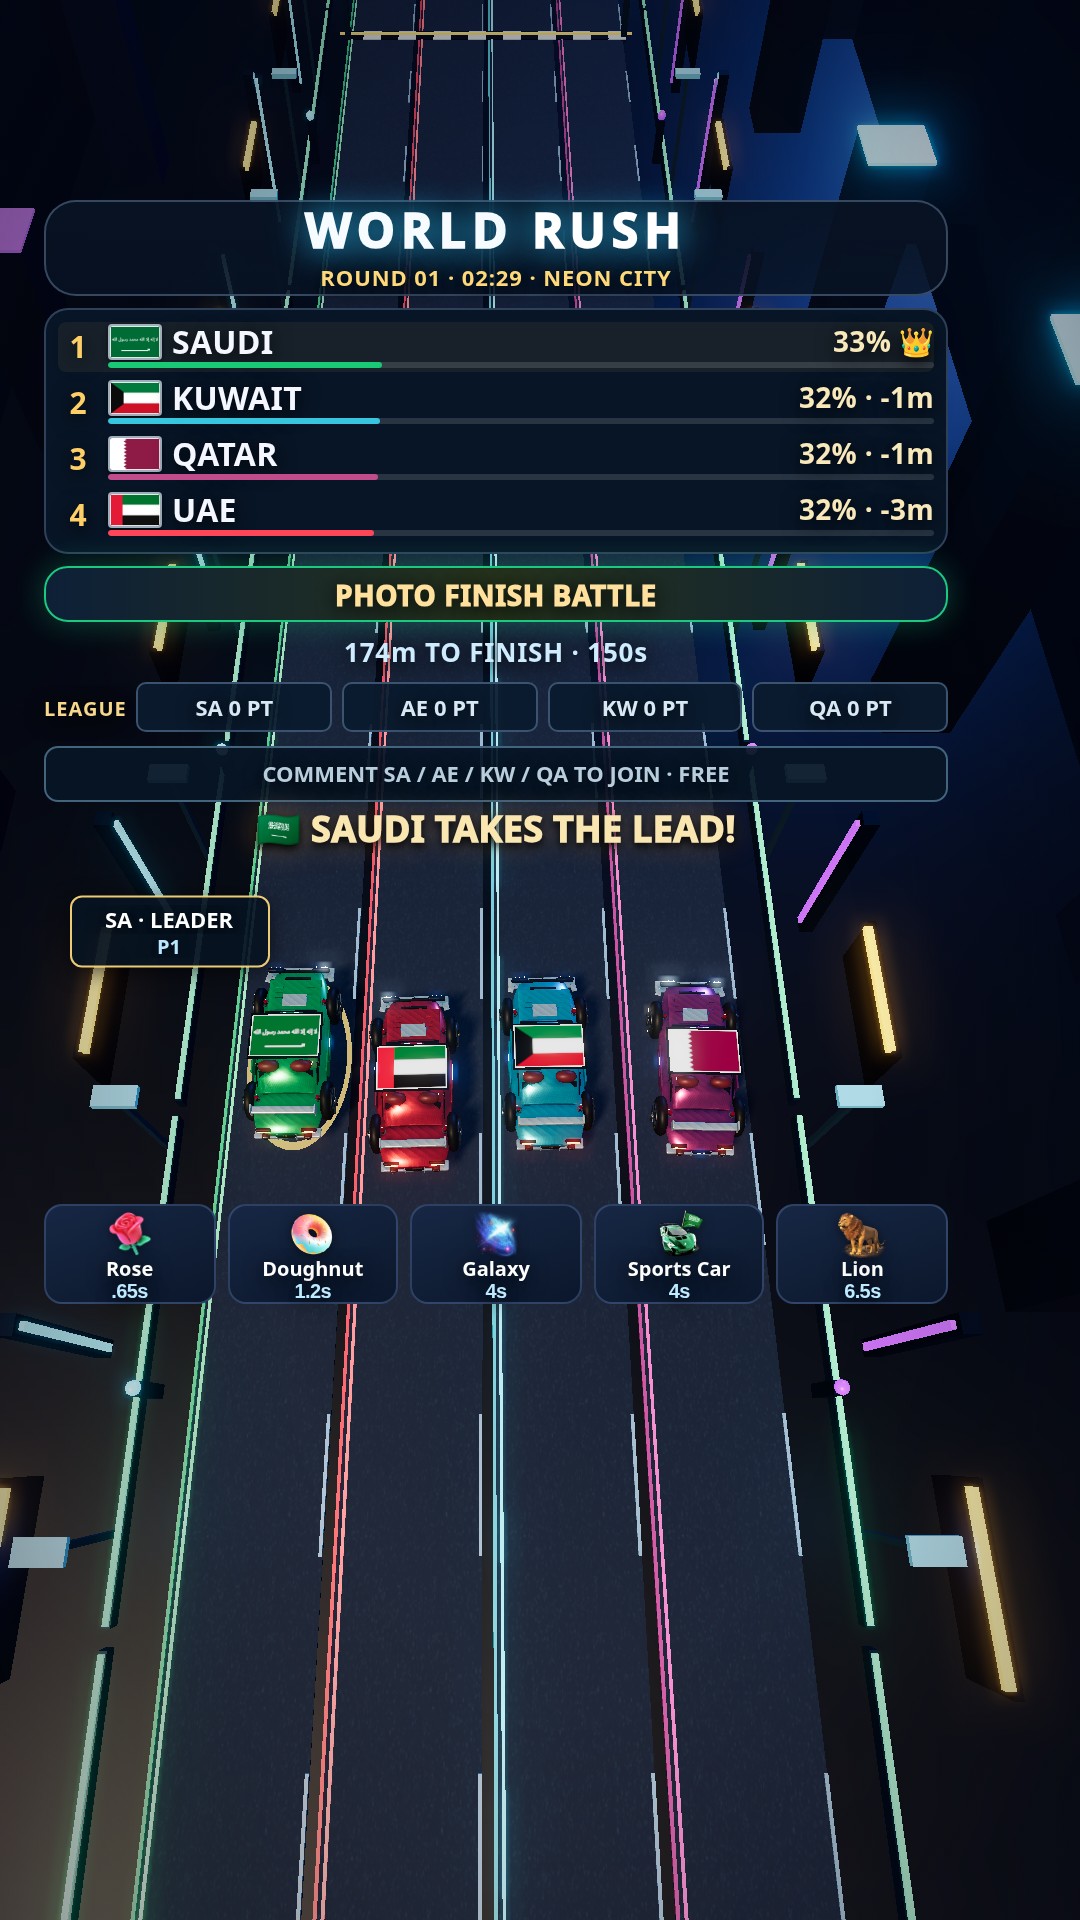 WORLD RUSH
ROUND 01 · 02:29 · NEON CITY
1 SAUDI 33%
2 KUWAIT 32% · -1m
3 QATAR 32% · -1m
4 UAE 32% · -3m
PHOTO FINISH BATTLE
174m TO FINISH · 150s
LEAGUE SA 0 PT AE 0 PT KW 0 PT QA 0 PT
COMMENT SA / AE / KW / QA TO JOIN · FREE
SAUDI TAKES THE LEAD!
SA · LEADER
P1
Rose
.65s
Doughnut
1.2s
Galaxy
4s
Sports Car
4s
Lion
6.5s